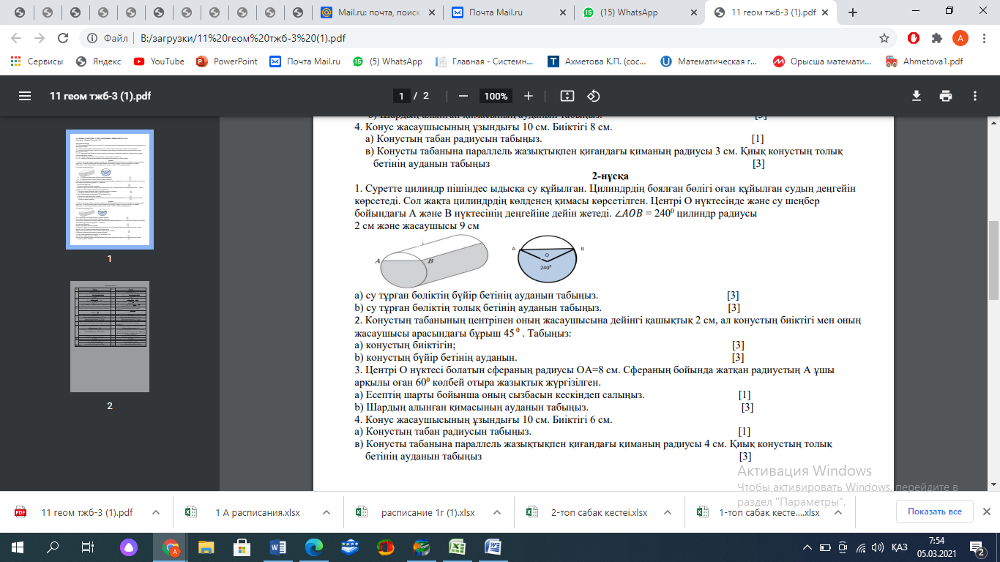 Mail.ru: почта, поиск
Почта Mail.ru
(15) WhatsApp
11 геом тжб-3 (1).pdf
Файл
B:/загрузки/11%20геом%20тжб-3%20(1).pdf
A
Сервисы
Яндекс
YouTube
PowerPoint
Почта Mail.ru
(5) WhatsApp
Главная - Системн...
Ахметова К.П. (сос...
Математическая г...
Орысша математи...
Ahmetova1.pdf
11 геом тжб-3 (1).pdf
1 / 2
100%
1
2
b) Шардың алынған қимасының ауданын табыңыз. [3]
4. Конус жасаушысының ұзындығы 10 см. Биіктігі 8 см.
а) Конустың табан радиусын табыңыз. [1]
в) Конусты табанына параллель жазықтықпен қиғандағы қиманың радиусы 3 см. Қиық конустың толық
бетінің ауданын табыңыз [3]
2-нұсқа
1. Суретте цилиндр пішіндес ыдысқа су құйылған. Цилиндрдің боялған бөлігі оған құйылған судың деңгейін
көрсетеді. Сол жақта цилиндрдің көлденең қимасы көрсетілген. Центрі О нүктесінде және су шеңбер
бойындағы А және В нүктесінің деңгейіне дейін жетеді. ∠AOB = 240⁰ цилиндр радиусы
2 см және жасаушысы 9 см
A B
A B
O
240⁰
а) су тұрған бөліктің бүйір бетінің ауданын табыңыз. [3]
b) су тұрған бөліктің толық бетінің ауданын табыңыз. [3]
2. Конустың табанының центрінен оның жасаушысына дейінгі қашықтық 2 см, ал конустың биіктігі мен оның
жасаушысы арасындағы бұрыш 45 ⁰ . Табыңыз:
а) конустың биіктігін; [3]
b) конустың бүйір бетінің ауданын. [3]
3. Центрі О нүктесі болатын сфераның радиусы ОА=8 см. Сфераның бойында жатқан радиустың А ұшы
арқылы оған 60⁰ көлбей отыра жазықтық жүргізілген.
а) Есептің шарты бойынша оның сызбасын кескіндеп салыңыз. [1]
b) Шардың алынған қимасының ауданын табыңыз. [3]
4. Конус жасаушысының ұзындығы 10 см. Биіктігі 6 см.
а) Конустың табан радиусын табыңыз. [1]
в) Конусты табанына параллель жазықтықпен қиғандағы қиманың радиусы 4 см. Қиық конустың толық
бетінің ауданын табыңыз [3]
Активация Windows
Чтобы активировать Windows, перейдите в
раздел "Параметры".
11 геом тжб-3 (1).pdf
1 А расписания.xlsx
расписание 1г (1).xlsx
2-топ сабак кестеі.xlsx
1-топ сабак кесте....xlsx
Показать все
ҚАЗ
7:54
05.03.2021
2